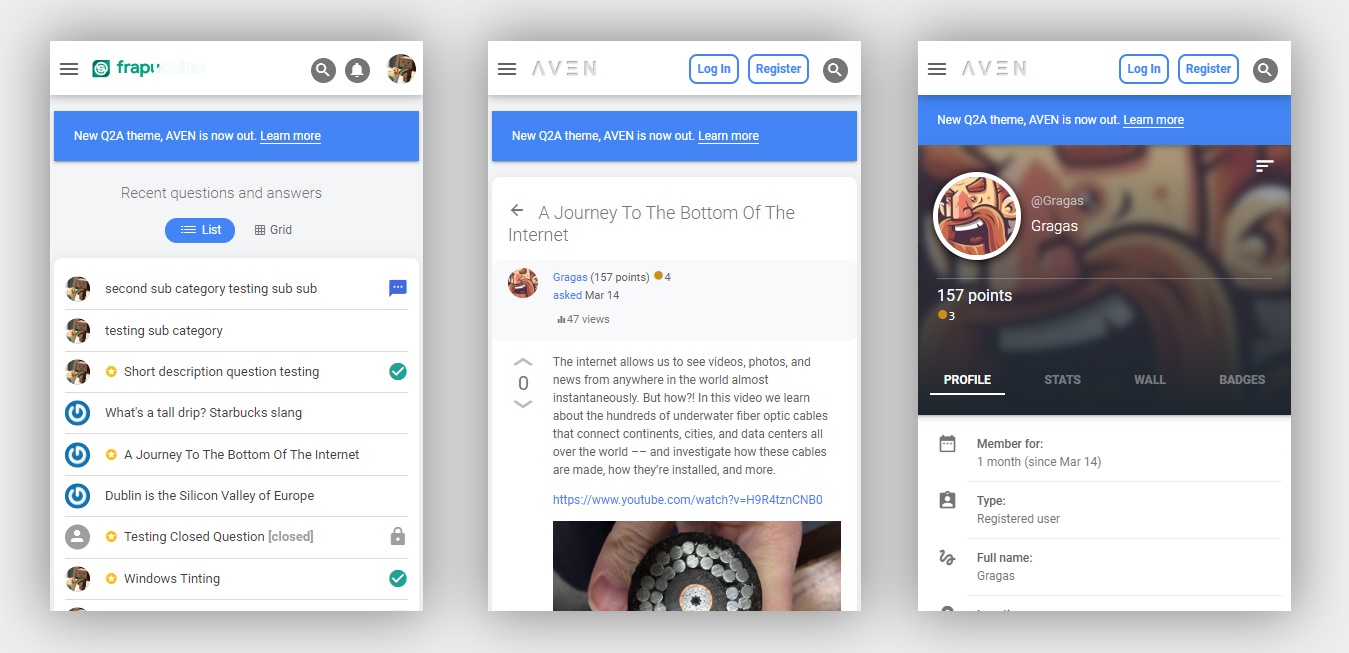 frapuccino
New Q2A theme, AVEN is now out. Learn more
Recent questions and answers
List
Grid
second sub category testing sub sub
testing sub category
Short description question testing
What's a tall drip? Starbucks slang
A Journey To The Bottom Of The Internet
Dublin is the Silicon Valley of Europe
Testing Closed Question [closed]
Windows Tinting
AVEN
Log In
Register
New Q2A theme, AVEN is now out. Learn more
A Journey To The Bottom Of The
Internet
Gragas (157 points) 4
asked Mar 14
47 views
0
The internet allows us to see videos, photos, and
news from anywhere in the world almost
instantaneously. But how?! In this video we learn
about the hundreds of underwater fiber optic cables
that connect continents, cities, and data centers all
over the world –– and investigate how these cables
are made, how they're installed, and more.
https://www.youtube.com/watch?v=H9R4tznCNB0
AVEN
Log In
Register
New Q2A theme, AVEN is now out. Learn more
@Gragas
Gragas
157 points
3
PROFILE
STATS
WALL
BADGES
Member for:
1 month (since Mar 14)
Type:
Registered user
Full name:
Gragas